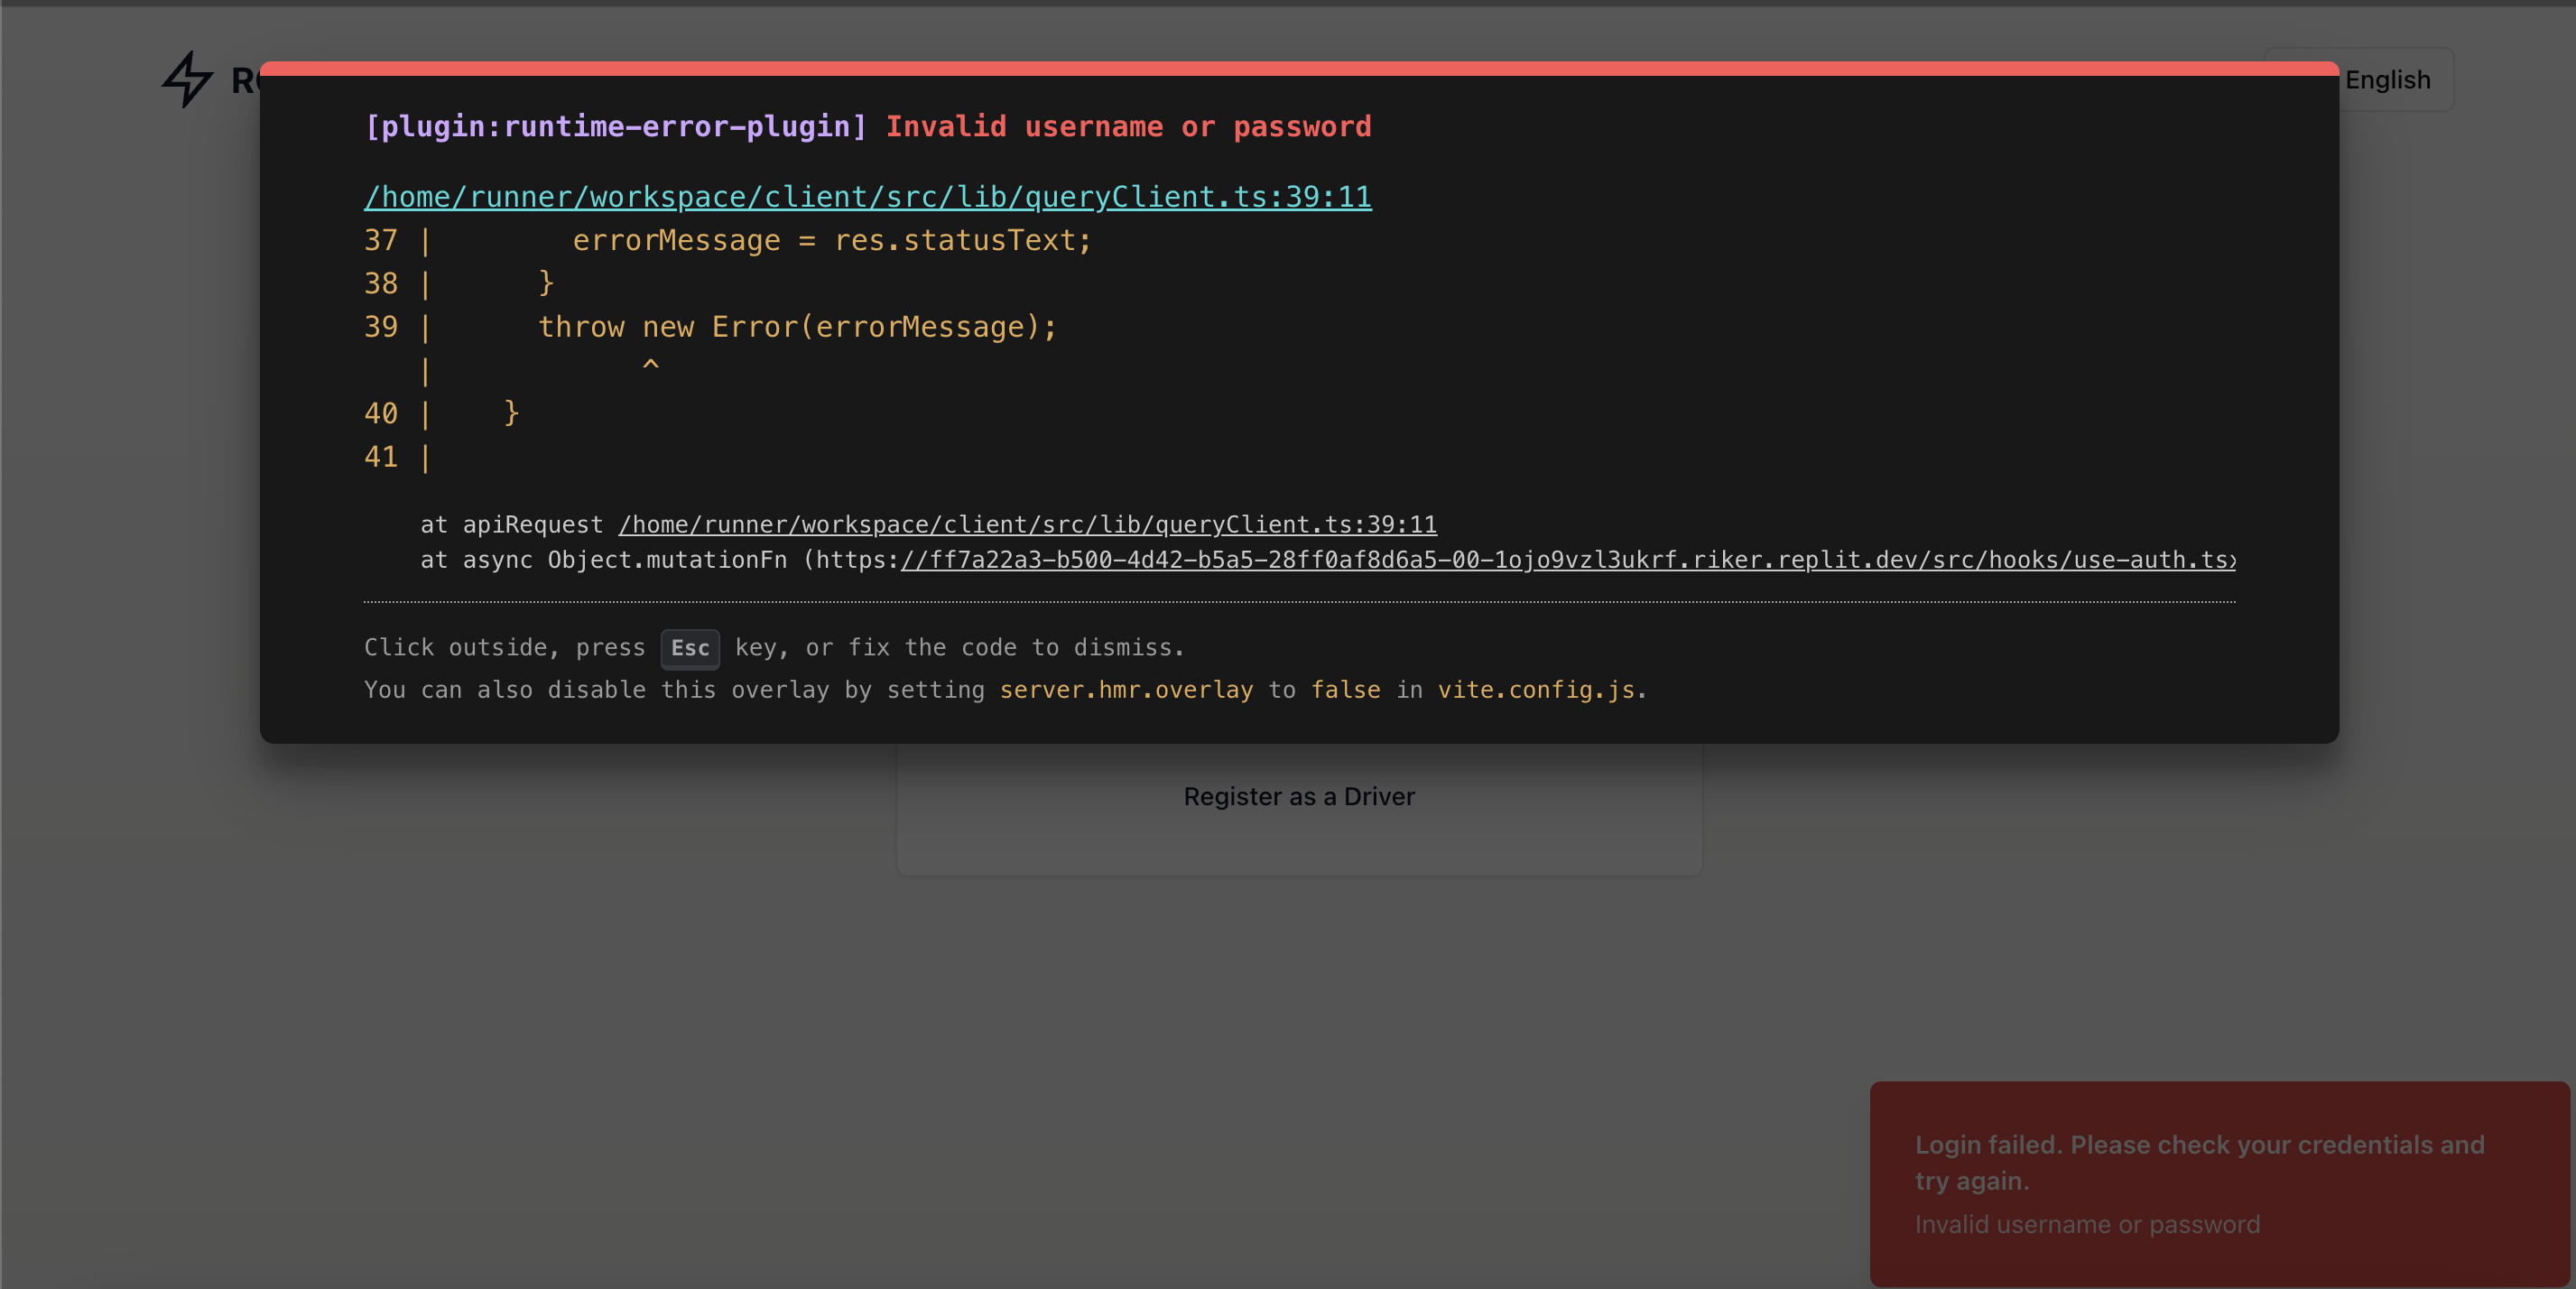 English
[plugin:runtime-error-plugin] Invalid username or password
/home/runner/workspace/client/src/lib/queryClient.ts:39:11
37 |        errorMessage = res.statusText;
38 |      }
39 |      throw new Error(errorMessage);
   |            ^
40 |    }
41 |
at apiRequest /home/runner/workspace/client/src/lib/queryClient.ts:39:11
at async Object.mutationFn (https://ff7a22a3-b500-4d42-b5a5-28ff0af8d6a5-00-1ojo9vzl3ukrf.riker.replit.dev/src/hooks/use-auth.tsx
Click outside, press Esc key, or fix the code to dismiss.
You can also disable this overlay by setting server.hmr.overlay to false in vite.config.js.
Register as a Driver
Login failed. Please check your credentials and
try again.
Invalid username or password